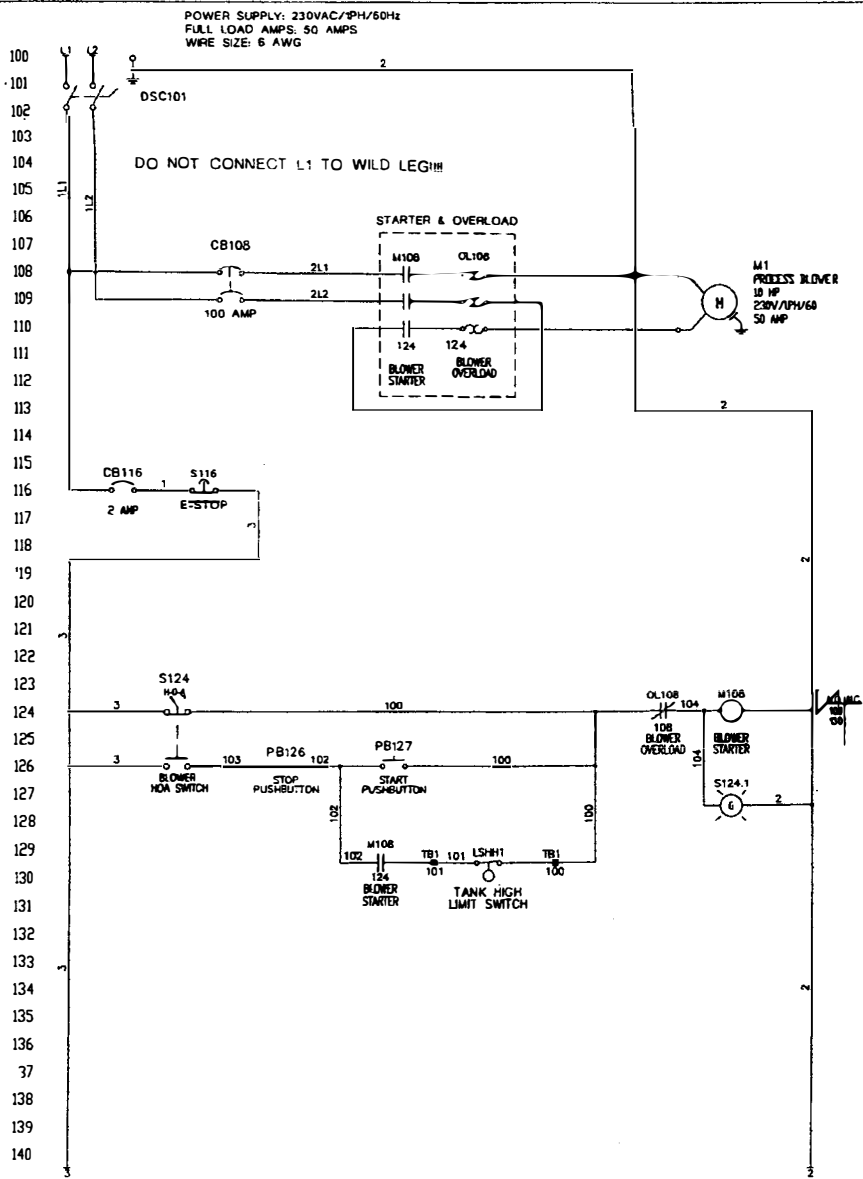 POWER SUPPLY: 230VAC/1PH/60Hz
FULL LOAD AMPS: 50 AMPS
WIRE SIZE: 6 AWG
100
L1 L2
2
101
DSC101
102
103
104
DO NOT CONNECT L1 TO WILD LEG!!!!
105
1L1
1L2
106
STARTER & OVERLOAD
107
CB108
M108
OL108
M1
108
2L1
PROCESS BLOWER
10 HP
230V/1PH/60
50 AMP
M
109
2L2
100 AMP
110
124
124
111
BLOWER
STARTER
BLOWER
OVERLOAD
112
113
2
114
115
CB116
S116
116
1
2 AMP
E-STOP
117
3
118
'19
2
120
121
3
122
123
S124
H-O-A
OL108
M108
124
3
100
104
108
BLOWER
OVERLOAD
BLOWER
STARTER
100
130
125
PB126
PB127
126
3
103
102
100
BLOWER
HOA SWITCH
STOP
PUSHBUTTON
START
PUSHBUTTON
104
S124.1
127
G
2
128
102
100
129
M108
102
TB1
101
LSHH1
TB1
130
124
101
100
BLOWER
STARTER
TANK HIGH
LIMIT SWITCH
131
132
133
3
134
2
135
136
37
138
139
140
3
2